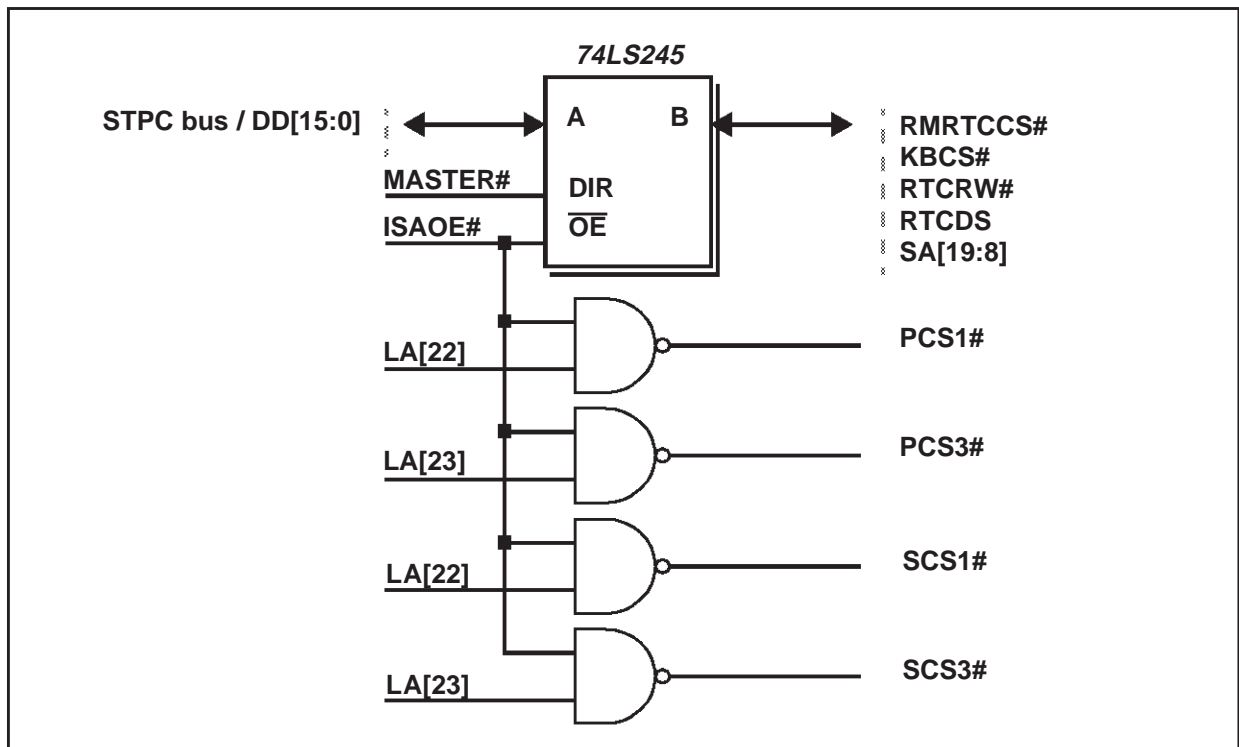 74LS245
STPC bus / DD[15:0]
A
B
RMRTCCS#
KBCS#
RTCRW#
RTCDS
SA[19:8]
MASTER#
DIR
ISAOE#
OE
LA[22]
PCS1#
LA[23]
PCS3#
LA[22]
SCS1#
LA[23]
SCS3#